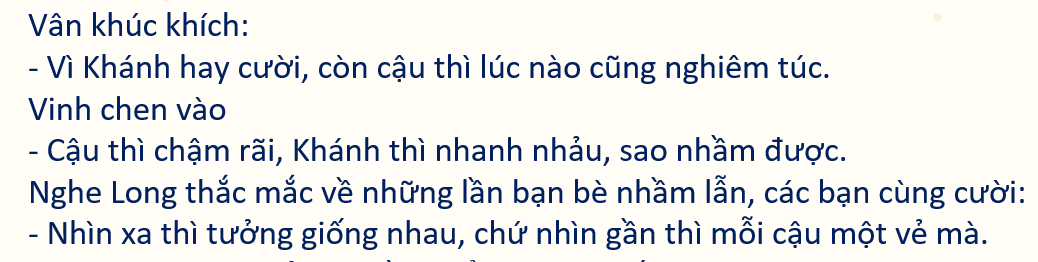 Vân khúc khích:
- Vì Khánh hay cười, còn cậu thì lúc nào cũng nghiêm túc.
Vinh chen vào
- Cậu thì chậm rãi, Khánh thì nhanh nhảu, sao nhầm được.
Nghe Long thắc mắc về những lần bạn bè nhầm lẫn, các bạn cùng cười:
- Nhìn xa thì tưởng giống nhau, chứ nhìn gần thì mỗi cậu một vẻ mà.